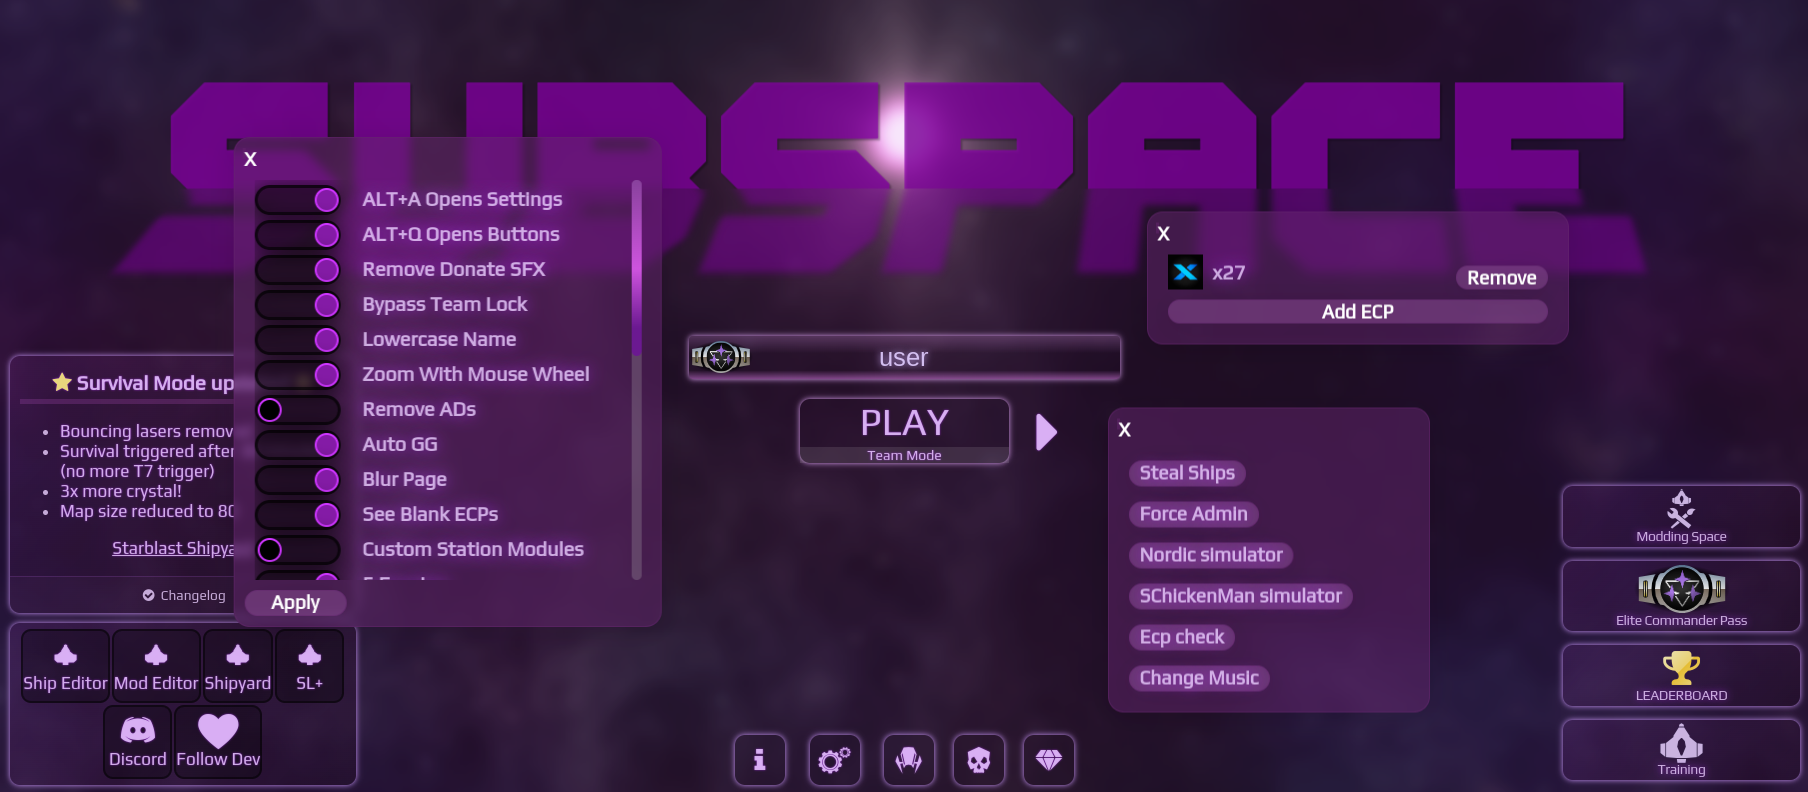 SUBSPACE
X
ALT+A Opens Settings
ALT+Q Opens Buttons
Remove Donate SFX
Bypass Team Lock
Lowercase Name
Zoom With Mouse Wheel
Remove ADs
Auto GG
Blur Page
See Blank ECPs
Custom Station Modules
Apply
X
x27
Remove
Add ECP
user
PLAY
Team Mode
X
Steal Ships
Force Admin
Nordic simulator
SChickenMan simulator
Ecp check
Change Music
Survival Mode up
Bouncing lasers remov
Survival triggered after
(no more T7 trigger)
3x more crystal!
Map size reduced to 80
Starblast Shipya
Changelog
Ship Editor
Mod Editor
Shipyard
SL+
Discord
Follow Dev
Modding Space
Elite Commander Pass
LEADERBOARD
Training